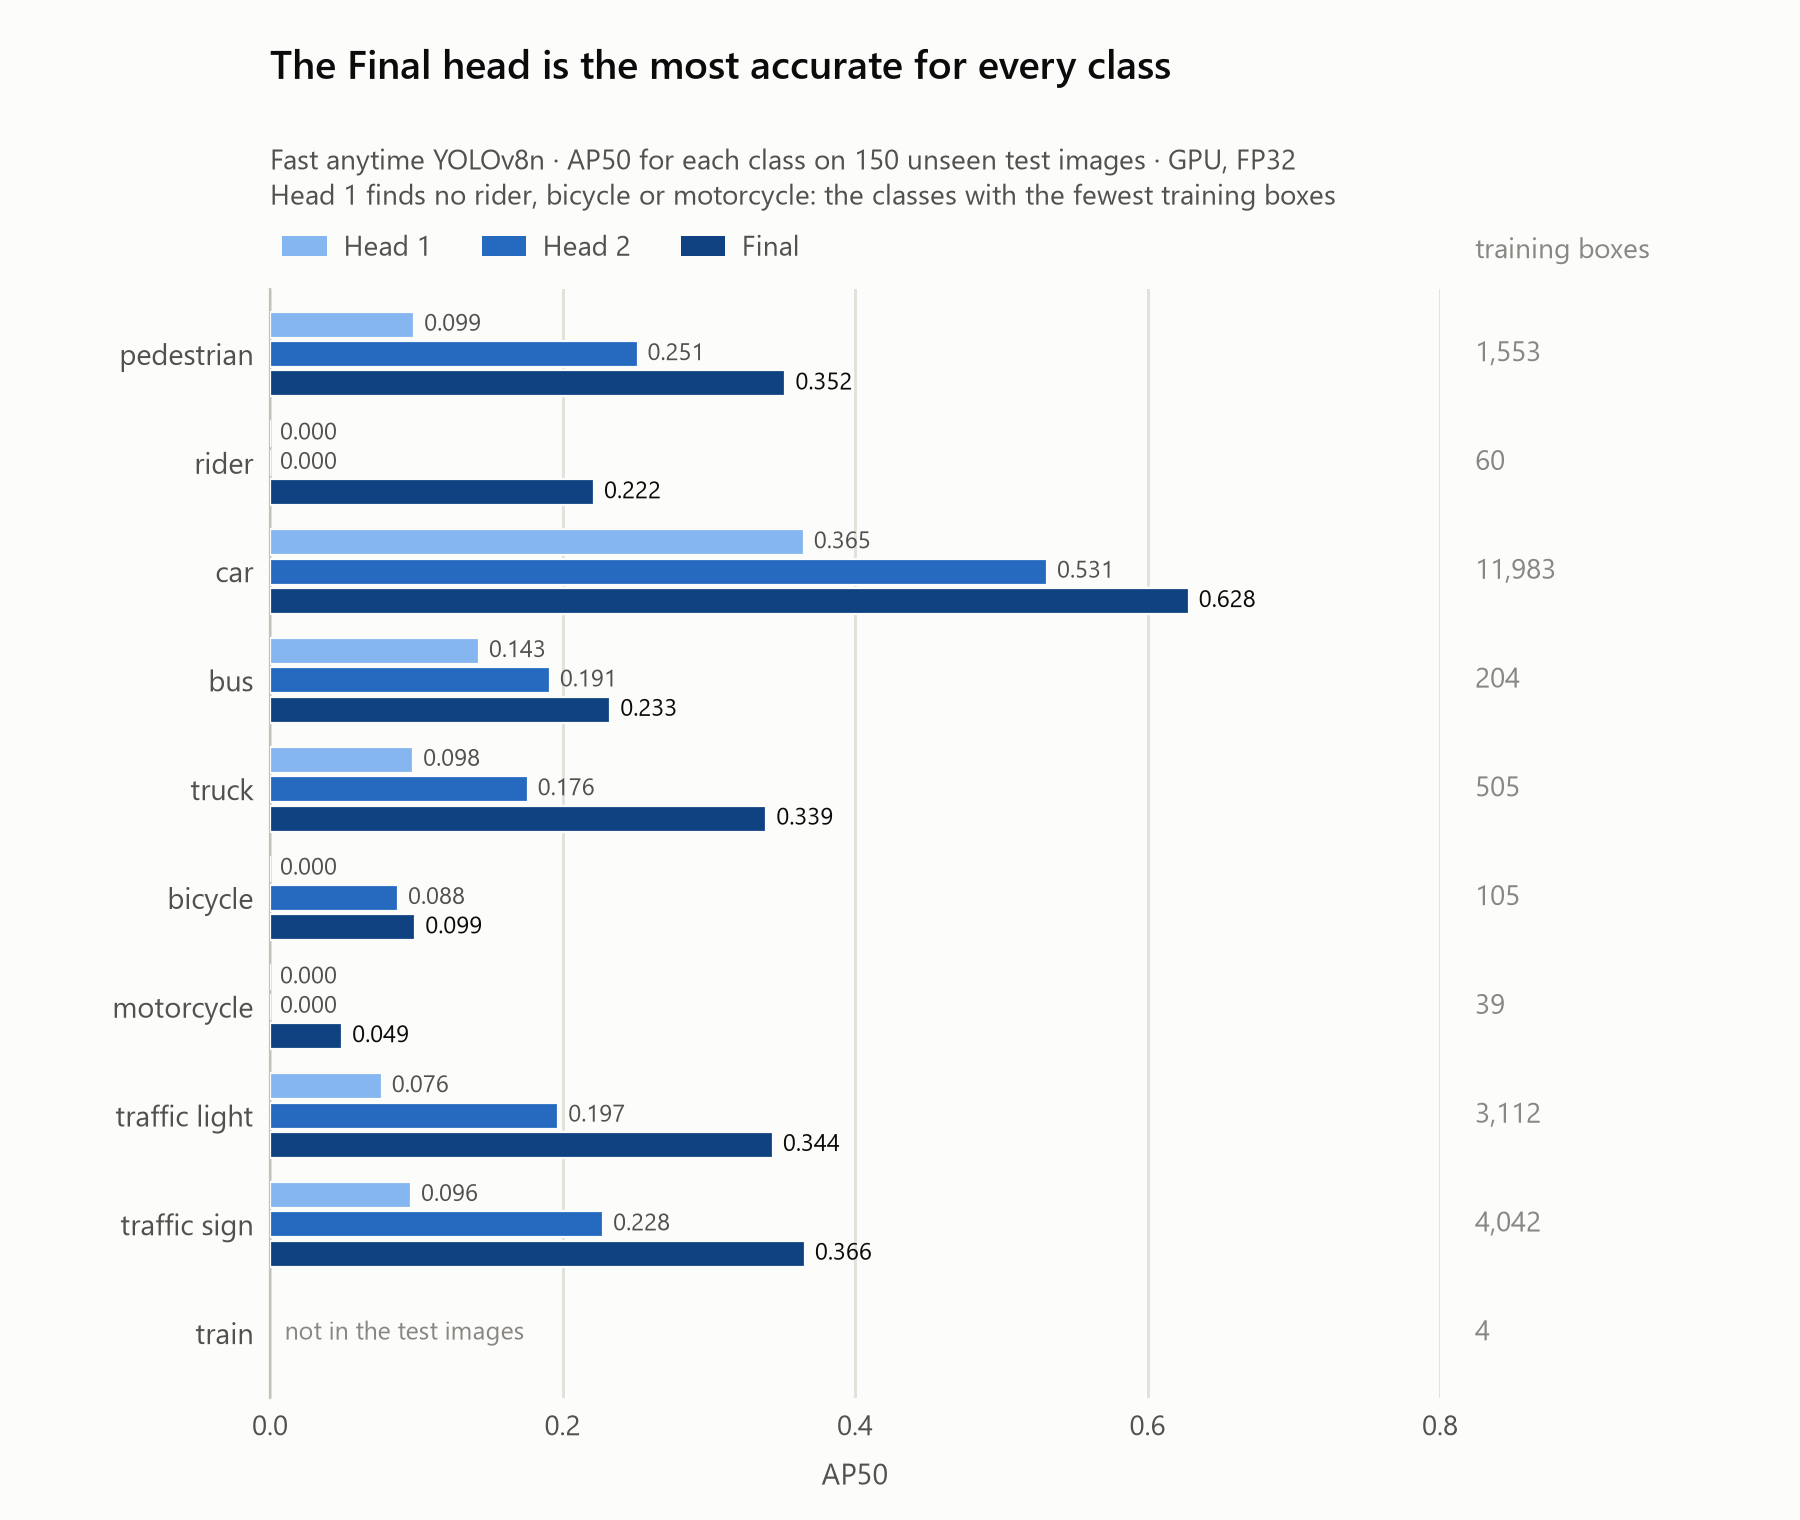 The Final head is the most accurate for every class
Fast anytime YOLOv8n · AP50 for each class on 150 unseen test images · GPU, FP32
Head 1 finds no rider, bicycle or motorcycle: the classes with the fewest training boxes
Head 1 Head 2 Final training boxes
0.099
pedestrian 0.251 1,553
0.352
0.000
rider 0.000 60
0.222
0.365
car 0.531 11,983
0.628
0.143
bus 0.191 204
0.233
0.098
truck 0.176 505
0.339
0.000
bicycle 0.088 105
0.099
0.000
motorcycle 0.000 39
0.049
0.076
traffic light 0.197 3,112
0.344
0.096
traffic sign 0.228 4,042
0.366
train not in the test images 4
0.0 0.2 0.4 0.6 0.8
AP50